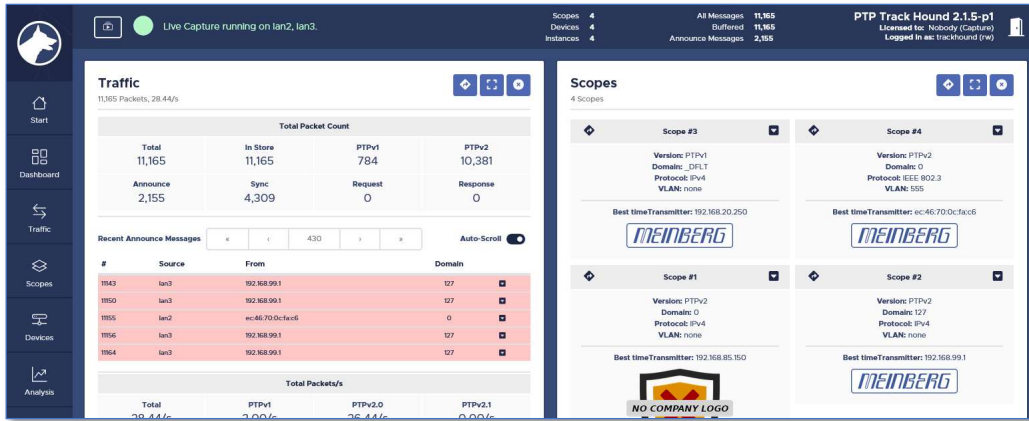 Live Capture running on lan2, lan3.
Scopes 4
Devices 4
Instances 4
All Messages 11,165
Buffered 11,165
Announce Messages 2,155
PTP Track Hound 2.1.5-p1
Licensed to: Nobody (Capture)
Logged in as: trackhound (rw)
Start
Dashboard
Traffic
Scopes
Devices
Analysis
Traffic
11,165 Packets, 28.44/s
Total Packet Count
Total In Store PTPv1 PTPv2
11,165 11,165 784 10,381
Announce Sync Request Response
2,155 4,309 0 0
Recent Announce Messages « ‹ 430 › » Auto-Scroll
# Source From Domain
11143 lan3 192.168.99.1 127
11150 lan3 192.168.99.1 127
11155 lan2 ec:46:70:0c:fa:c6 0
11156 lan3 192.168.99.1 127
11164 lan3 192.168.99.1 127
Total Packets/s
Total PTPv1 PTPv2.0 PTPv2.1
28.44/s 2.00/s 26.44/s 0.00/s
Scopes
4 Scopes
Scope #3
Version: PTPv1
Domain: _DFLT
Protocol: IPv4
VLAN: none
Best timeTransmitter: 192.168.20.250
MEINBERG
Scope #4
Version: PTPv2
Domain: 0
Protocol: IEEE 802.3
VLAN: 555
Best timeTransmitter: ec:46:70:0c:fa:c6
MEINBERG
Scope #1
Version: PTPv2
Domain: 0
Protocol: IPv4
VLAN: none
Best timeTransmitter: 192.168.85.150
NO COMPANY LOGO
Scope #2
Version: PTPv2
Domain: 127
Protocol: IPv4
VLAN: none
Best timeTransmitter: 192.168.99.1
MEINBERG